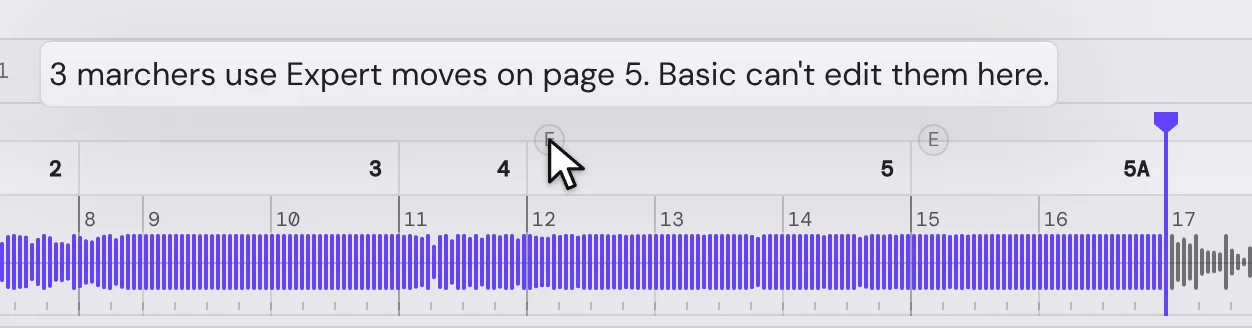 1
3 marchers use Expert moves on page 5. Basic can't edit them here.
E E
2 3 4 5 5A
8 9 10 11 12 13 14 15 16 17